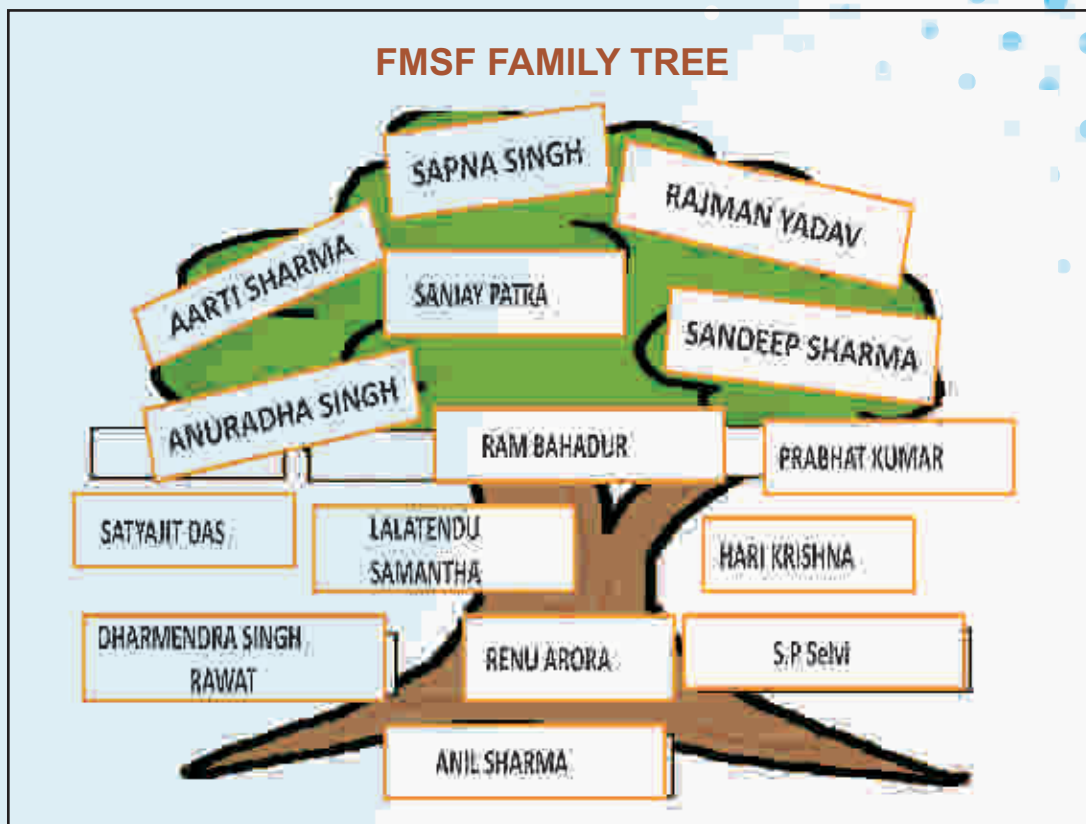 FMSF FAMILY TREE
SAPNA SINGH
RAJMAN YADAV
AARTI SHARMA
SANJAY PATRA
SANDEEP SHARMA
ANURADHA SINGH
RAM BAHADUR
PRABHAT KUMAR
SATYAJIT DAS
LALATENDU
SAMANTHA
HARI KRISHNA
DHARMENDRA SINGH
RAWAT
RENU ARORA
S.P Selvi
ANIL SHARMA